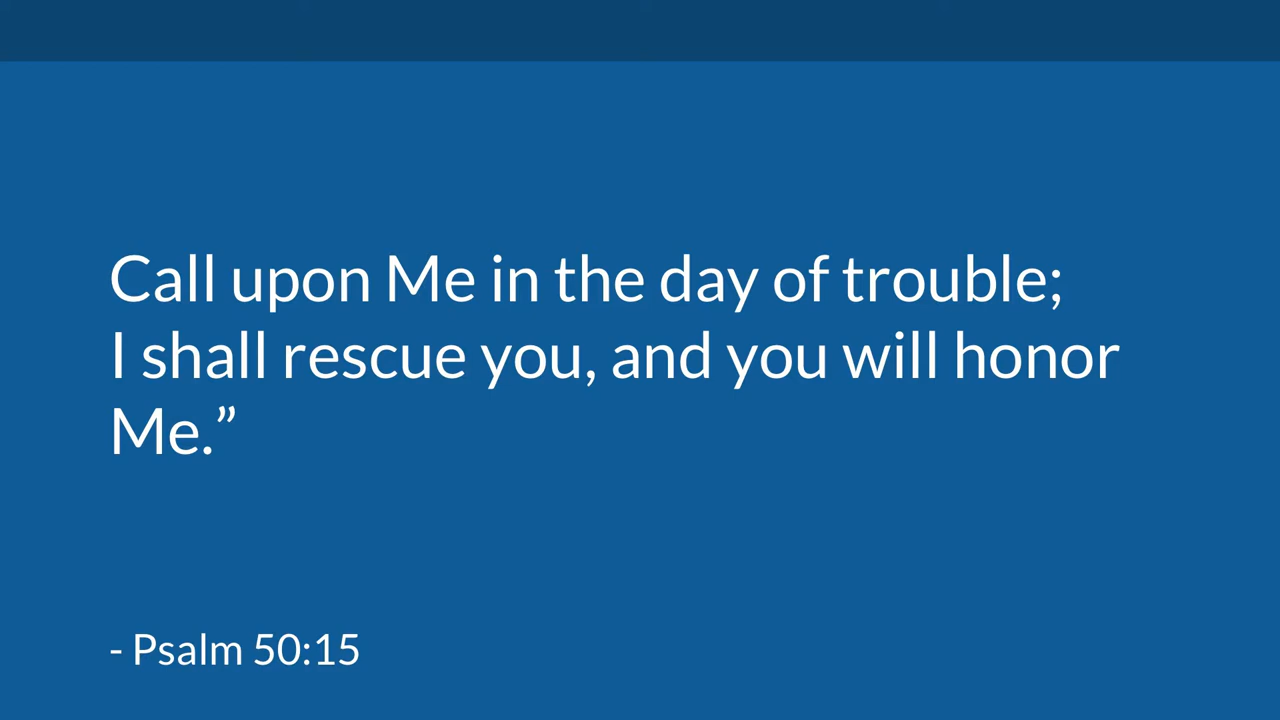 Call upon Me in the day of trouble;
I shall rescue you, and you will honor
Me.”
- Psalm 50:15